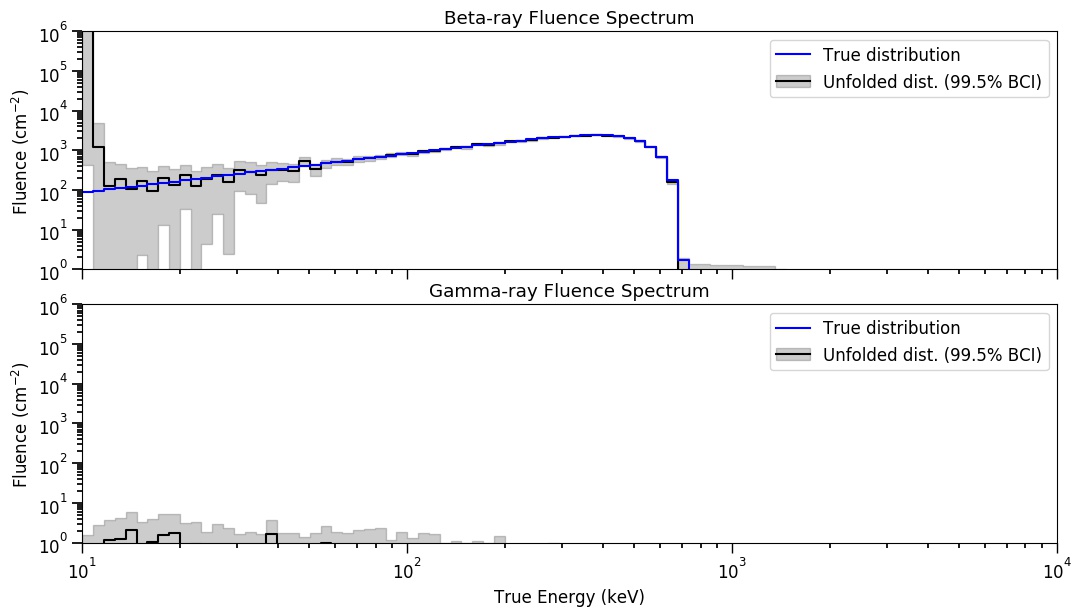 Beta-ray Fluence Spectrum
10⁶
10⁵
10⁴
10³
10²
10¹
10⁰
Fluence (cm⁻²)
True distribution
Unfolded dist. (99.5% BCI)
Gamma-ray Fluence Spectrum
10⁶
10⁵
10⁴
10³
10²
10¹
10⁰
Fluence (cm⁻²)
True distribution
Unfolded dist. (99.5% BCI)
10¹ 10² 10³ 10⁴
True Energy (keV)